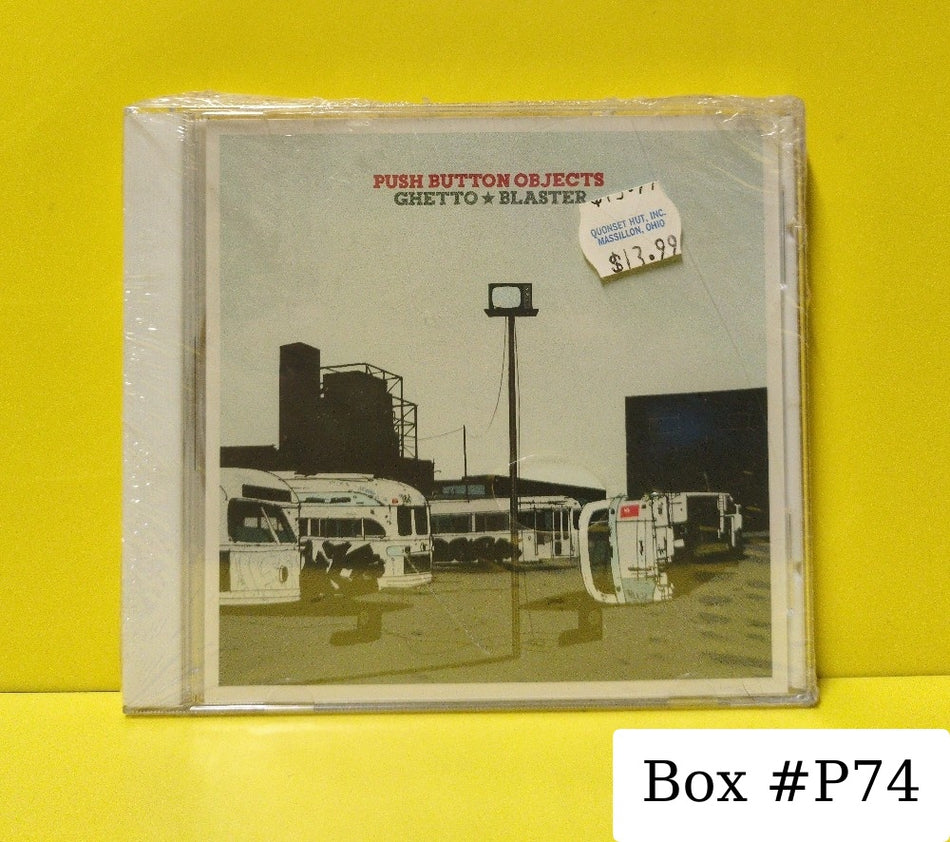 PUSH BUTTON OBJECTS
GHETTO ★ BLASTER
QUONSET HUT, INC.
MASSILLON, OHIO
$13.99
Box #P74